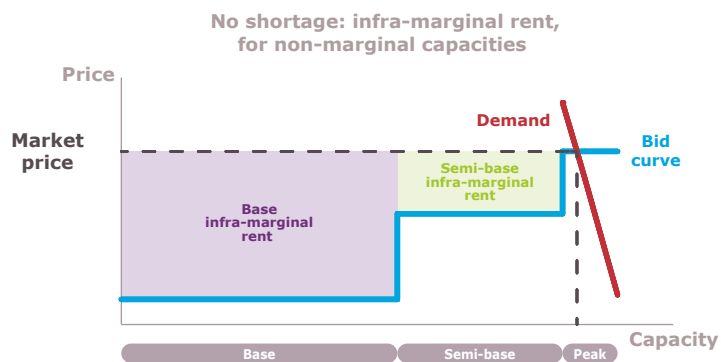 No shortage: infra-marginal rent,
for non-marginal capacities
Price
Demand
Market
price
Bid
curve
Semi-base
infra-marginal
rent
Base
infra-marginal
rent
Capacity
Base
Semi-base
Peak